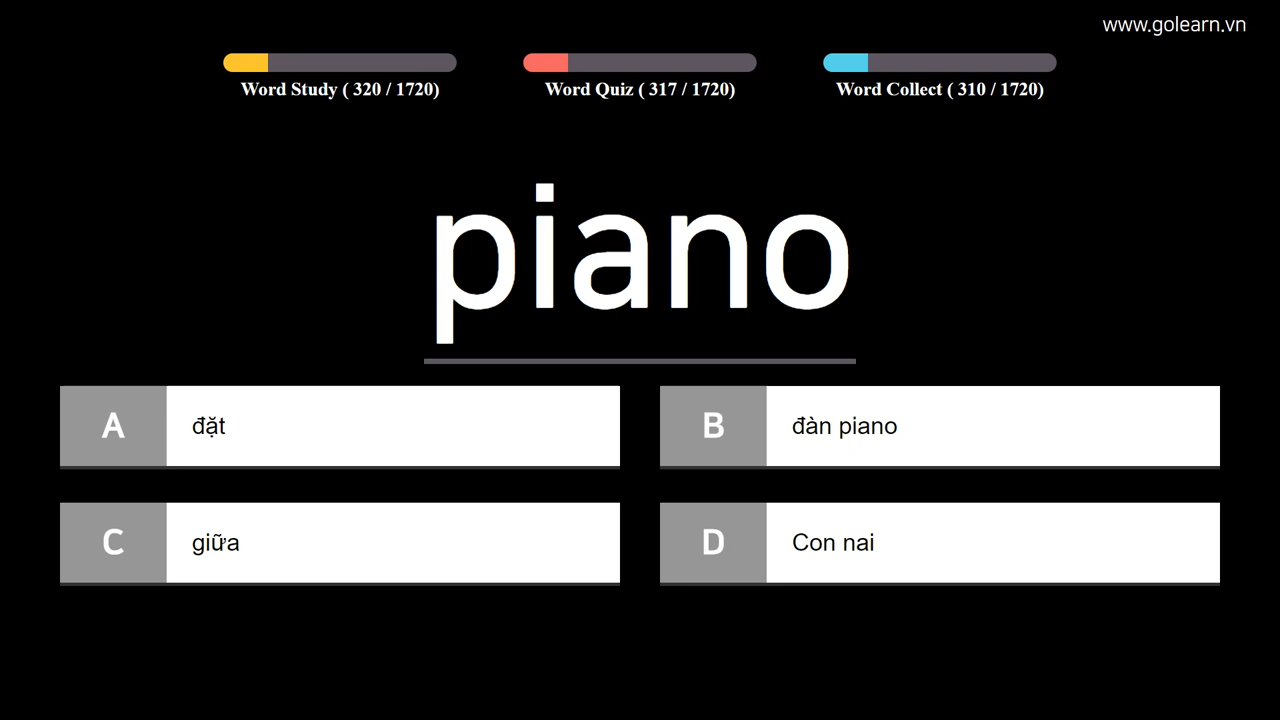 www.golearn.vn
Word Study ( 320 / 1720)
Word Quiz ( 317 / 1720)
Word Collect ( 310 / 1720)
piano
A đặt
B đàn piano
C giữa
D Con nai